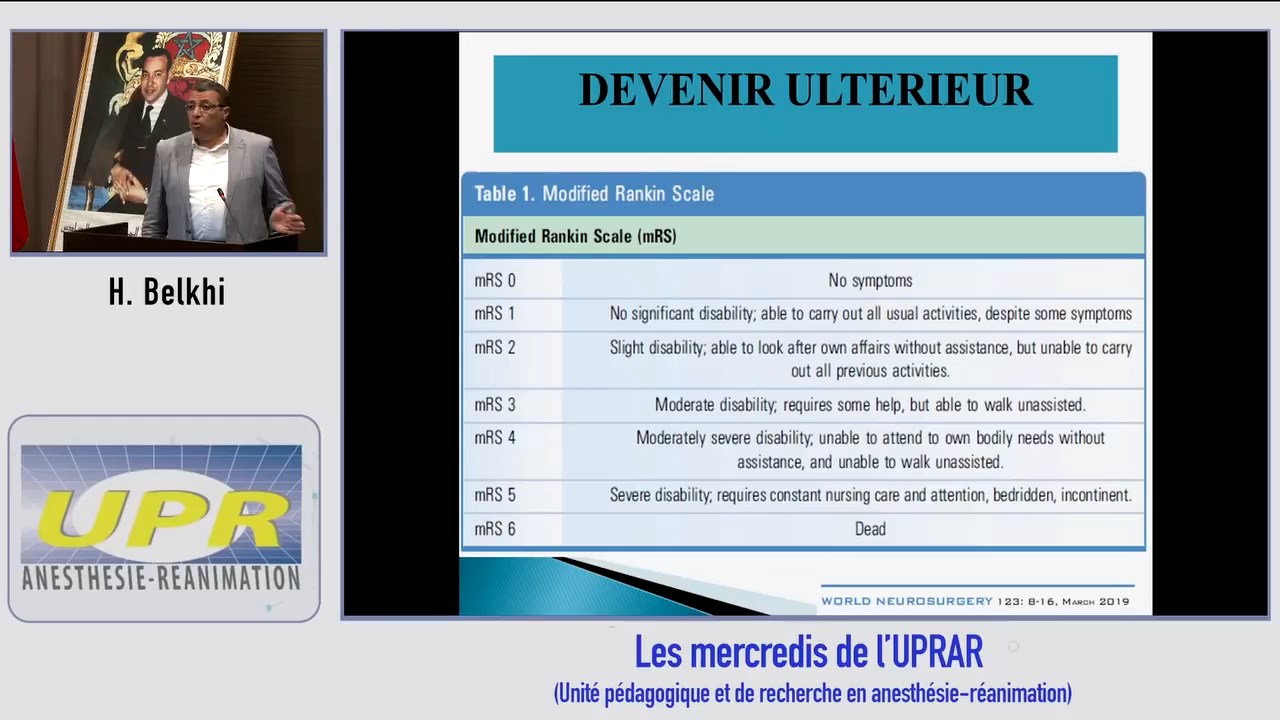 DEVENIR ULTERIEUR
Table 1. Modified Rankin Scale
Modified Rankin Scale (mRS)
mRS 0 No symptoms
mRS 1 No significant disability; able to carry out all usual activities, despite some symptoms
mRS 2 Slight disability; able to look after own affairs without assistance, but unable to carry
out all previous activities.
mRS 3 Moderate disability; requires some help, but able to walk unassisted.
mRS 4 Moderately severe disability; unable to attend to own bodily needs without
assistance, and unable to walk unassisted.
mRS 5 Severe disability; requires constant nursing care and attention, bedridden, incontinent.
mRS 6 Dead
WORLD NEUROSURGERY 123: 8-16, MARCH 2019
H. Belkhi
UPR
ANESTHESIE-REANIMATION
Les mercredis de l'UPRAR
(Unité pédagogique et de recherche en anesthésie-réanimation)